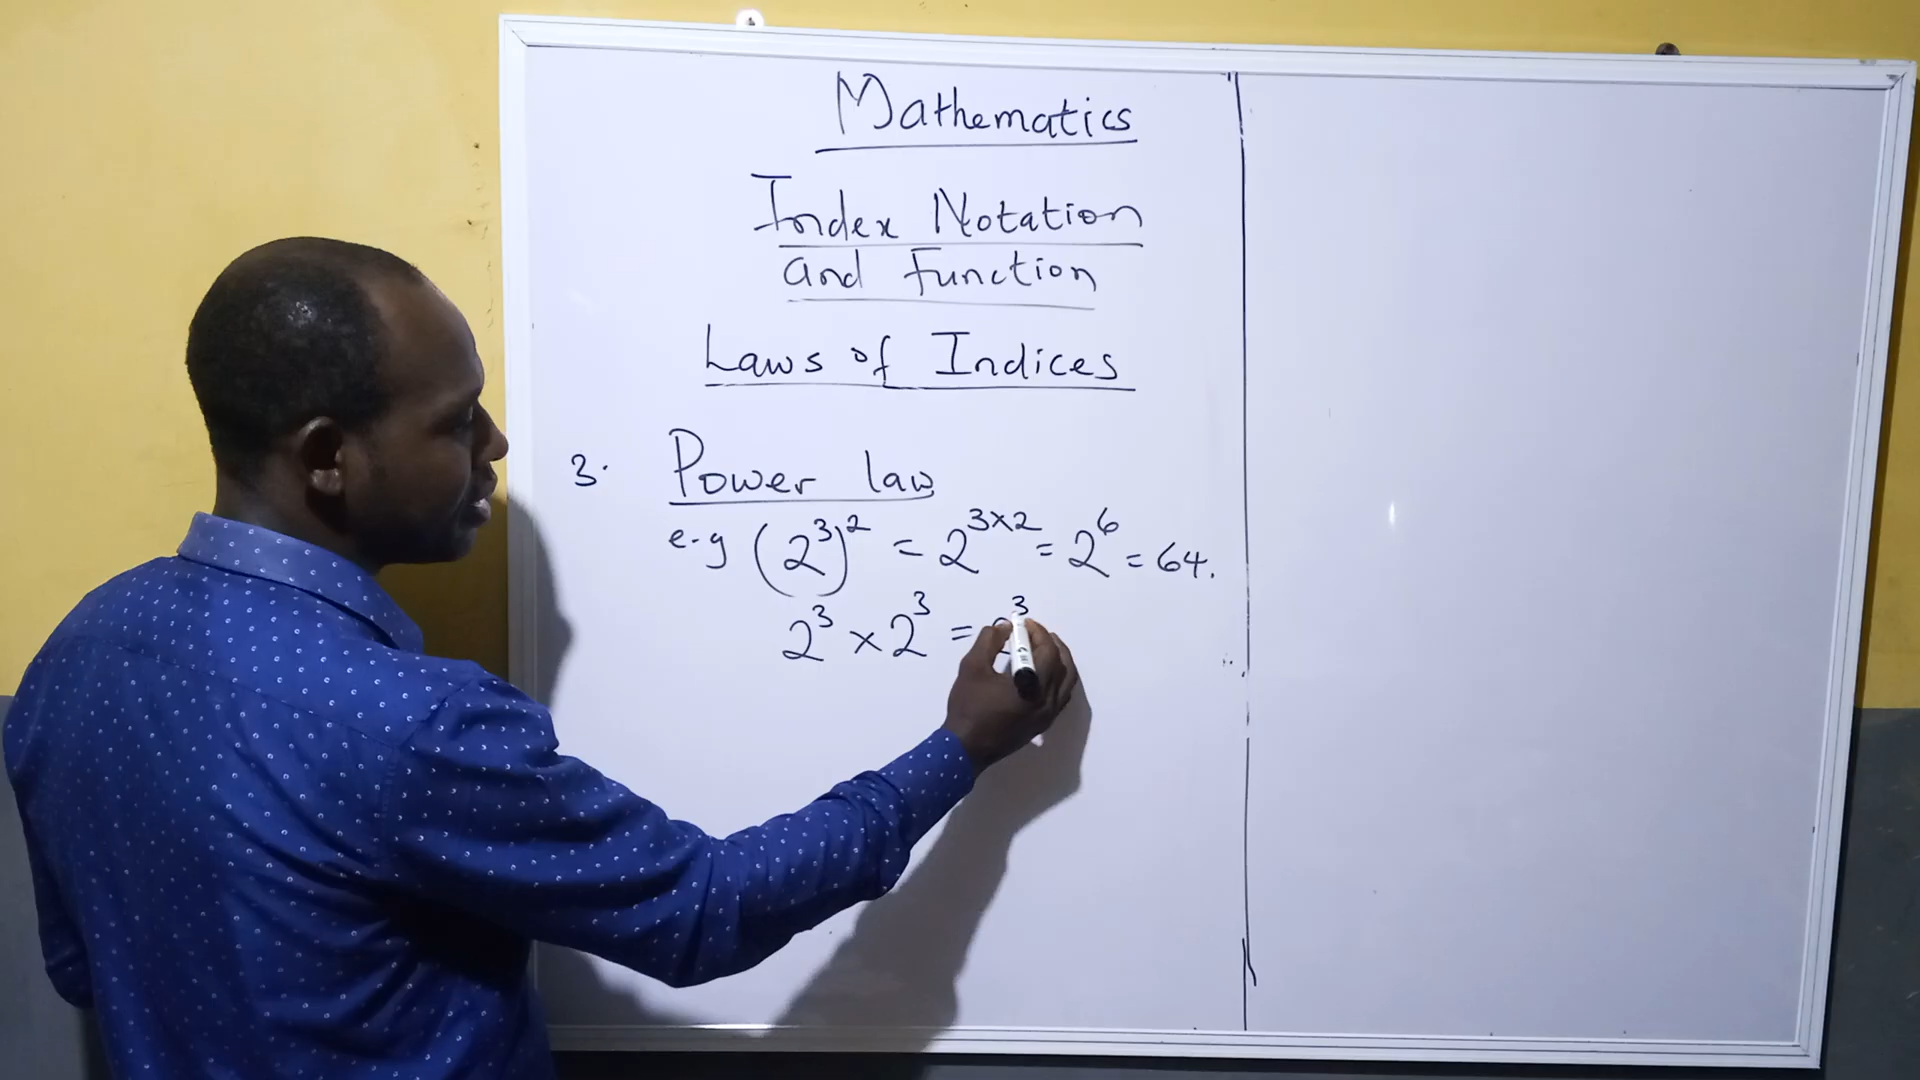 Mathematics
Index Notation
and Function
Laws of Indices
3. Power law
e.g (2³)² = 2³ˣ² = 2⁶ = 64.
2³ × 2³ = 2³